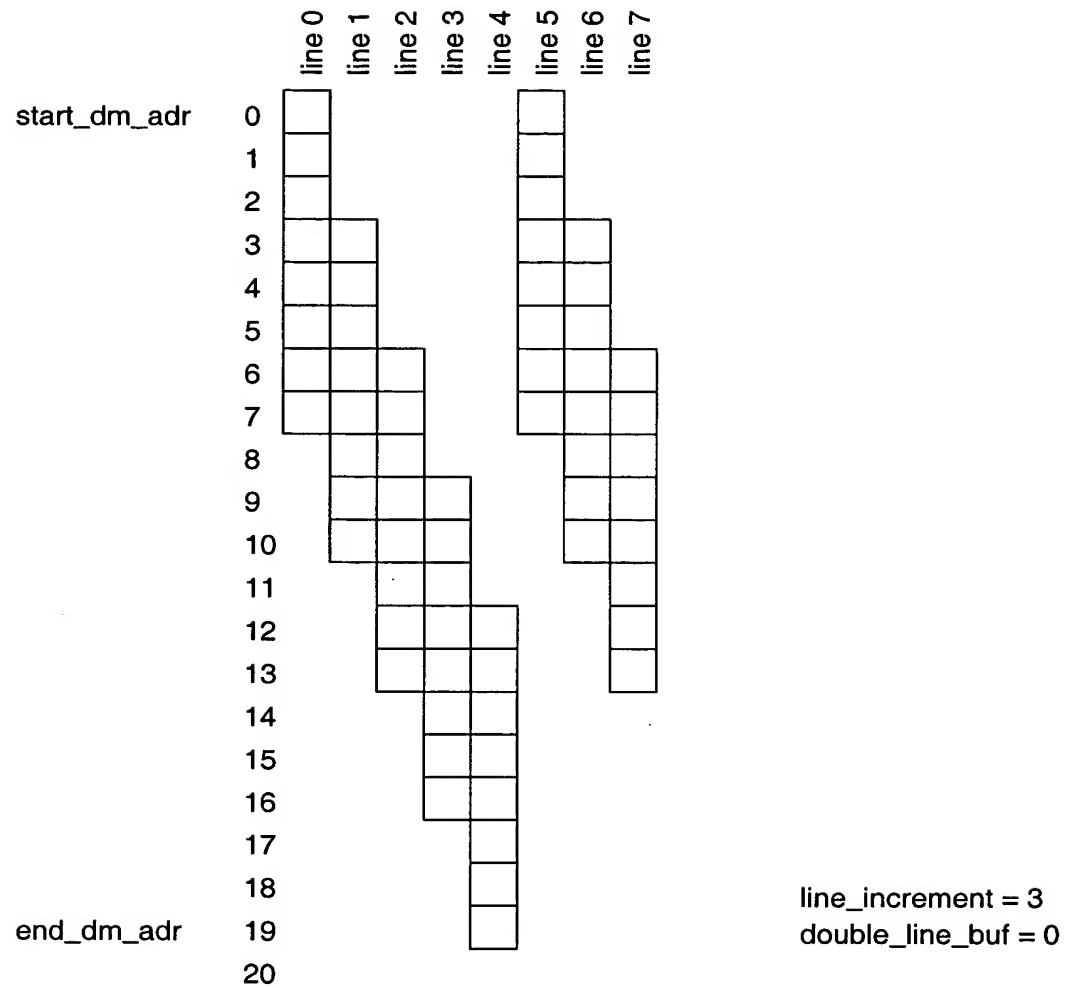 line 0
line 1
line 2
line 3
line 4
line 5
line 6
line 7
start_dm_adr 0
1
2
3
4
5
6
7
8
9
10
11
12
13
14
15
16
17
18
line_increment = 3
end_dm_adr 19
double_line_buf = 0
20